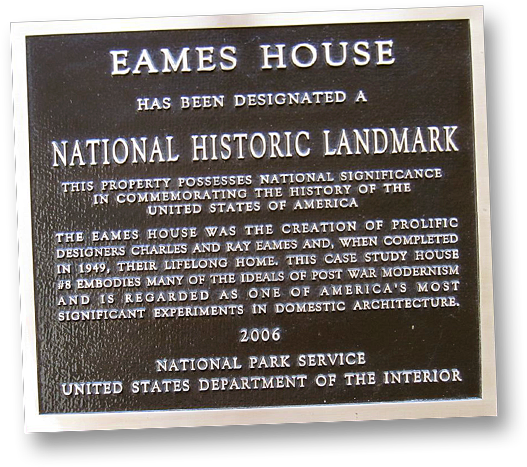 EAMES HOUSE
HAS BEEN DESIGNATED A
NATIONAL HISTORIC LANDMARK
THIS PROPERTY POSSESSES NATIONAL SIGNIFICANCE
IN COMMEMORATING THE HISTORY OF THE
UNITED STATES OF AMERICA
THE EAMES HOUSE WAS THE CREATION OF PROLIFIC
DESIGNERS CHARLES AND RAY EAMES AND, WHEN COMPLETED
IN 1949, THEIR LIFELONG HOME. THIS CASE STUDY HOUSE
#8 EMBODIES MANY OF THE IDEALS OF POST WAR MODERNISM
AND IS REGARDED AS ONE OF AMERICA'S MOST
SIGNIFICANT EXPERIMENTS IN DOMESTIC ARCHITECTURE.
2006
NATIONAL PARK SERVICE
UNITED STATES DEPARTMENT OF THE INTERIOR